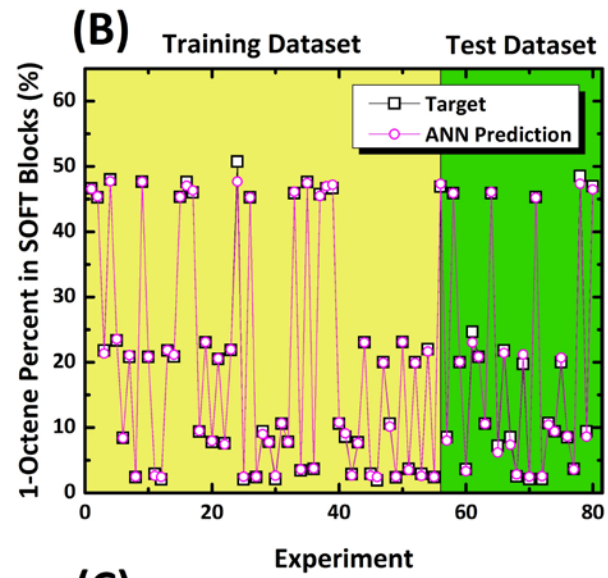 (B)
Training Dataset
Test Dataset
1-Octene Percent in SOFT Blocks (%)
60
50
40
30
20
10
0
Target
ANN Prediction
0 20 40 60 80
Experiment